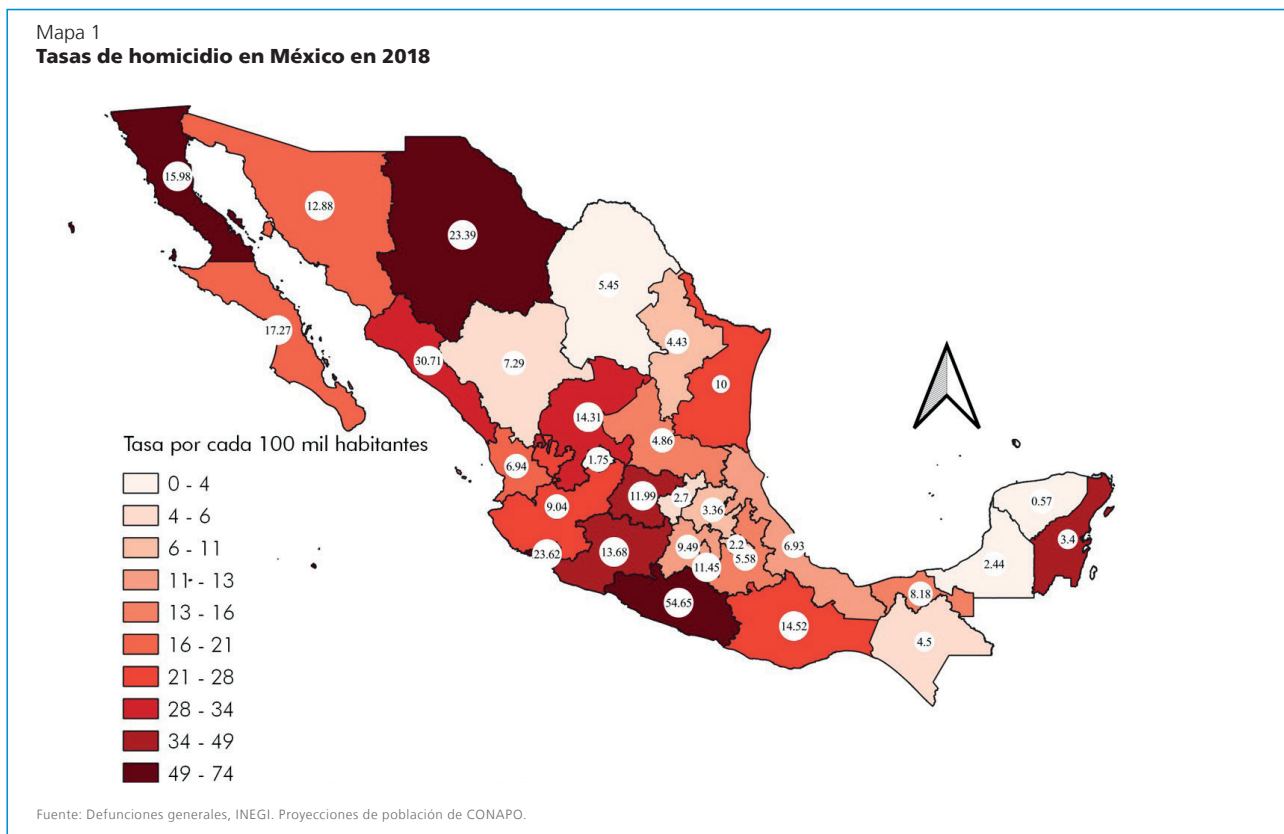 Mapa 1
Tasas de homicidio en México en 2018
15.98
12.88
23.39
5.45
17.27
30.71
7.29
4.43
10
14.31
4.86
6.94
1.75
9.04
11.99
2.7
3.36
23.62
13.68
9.49
11.45
2.2
5.58
6.93
54.65
14.52
8.18
4.5
2.44
0.57
3.4
Tasa por cada 100 mil habitantes
0 - 4
4 - 6
6 - 11
11 - 13
13 - 16
16 - 21
21 - 28
28 - 34
34 - 49
49 - 74
Fuente: Defunciones generales, INEGI. Proyecciones de población de CONAPO.